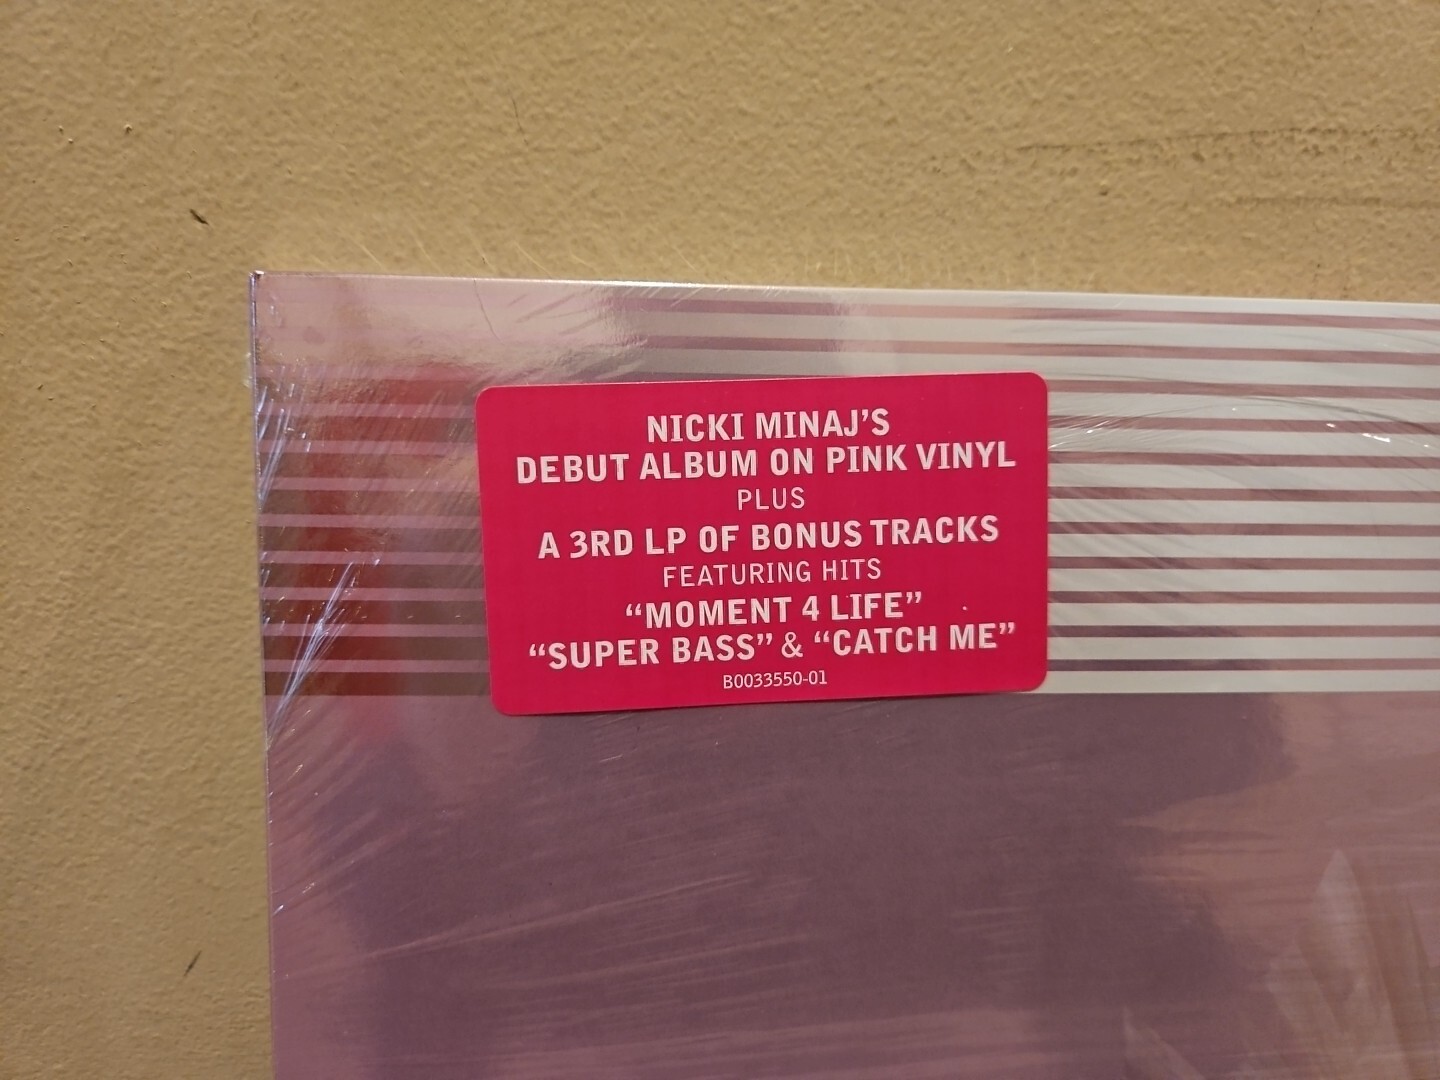 NICKI MINAJ'S
DEBUT ALBUM ON PINK VINYL
PLUS
A 3RD LP OF BONUS TRACKS
FEATURING HITS
“MOMENT 4 LIFE”
“SUPER BASS” & “CATCH ME”
B0033550-01